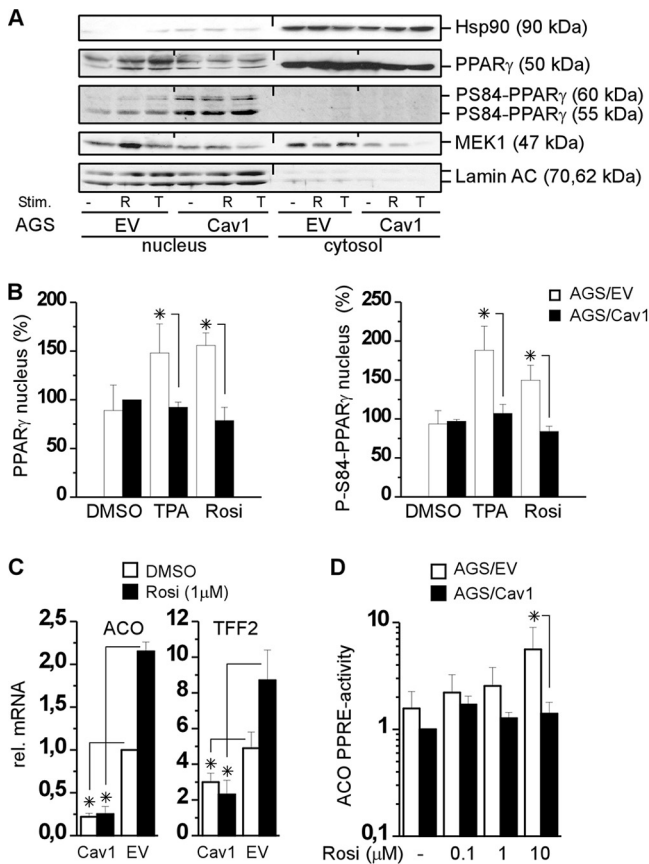 A
Hsp90 (90 kDa)
PPARγ (50 kDa)
PS84-PPARγ (60 kDa)
PS84-PPARγ (55 kDa)
MEK1 (47 kDa)
Lamin AC (70,62 kDa)
Stim. - R T - R T - R T - R T
AGS EV Cav1 EV Cav1
nucleus cytosol
B
PPARγ nucleus (%)
200
150
100
50
0
* *
DMSO TPA Rosi
P-S84-PPARγ nucleus (%)
250
200
150
100
50
0
* *
DMSO TPA Rosi
AGS/EV
AGS/Cav1
C
DMSO
Rosi (1μM)
rel. mRNA
ACO
2,5
2,0
1,5
1,0
0,5
0,0
* *
Cav1 EV
TFF2
12
10
8
6
4
2
0
* *
Cav1 EV
D
AGS/EV
AGS/Cav1
ACO PPRE-activity
10
1
0,1
*
Rosi (μM) - 0.1 1 10